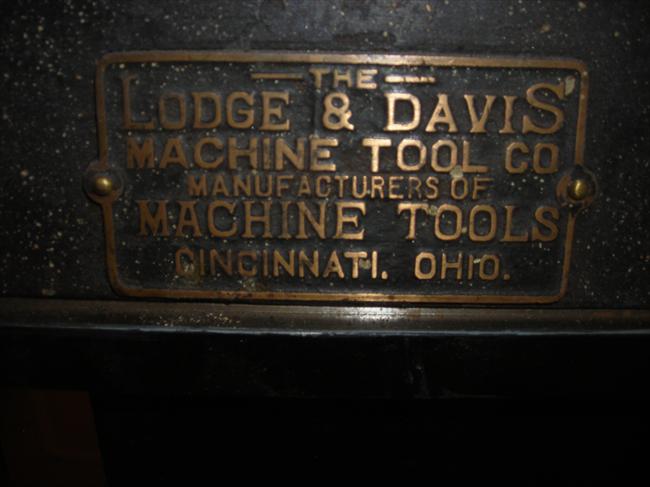 THE
LODGE & DAVIS
MACHINE TOOL CO
MANUFACTURERS OF
MACHINE TOOLS
CINCINNATI. OHIO.